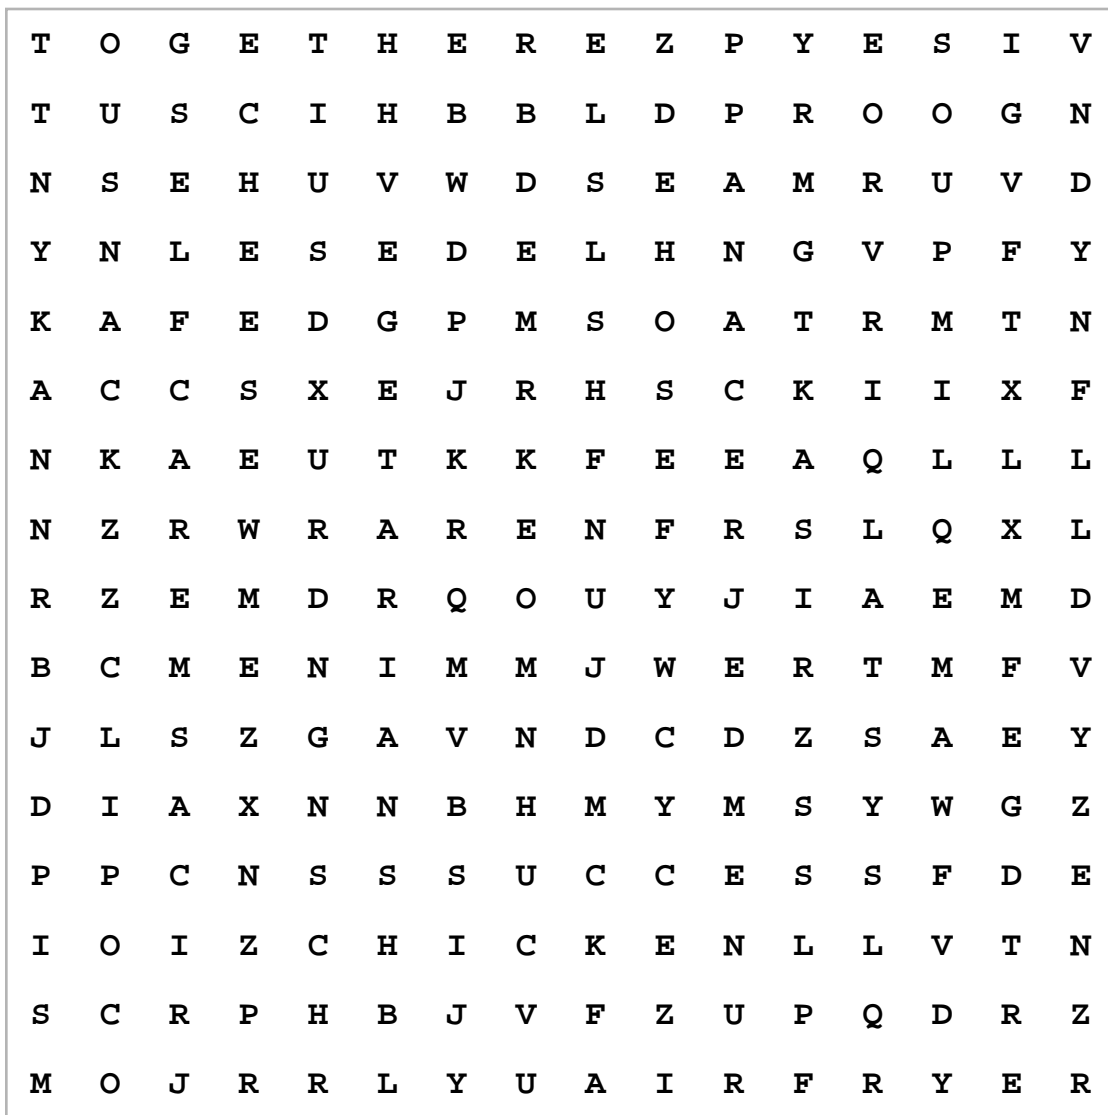 T O G E T H E R E Z P Y E S I V
T U S C I H B B L D P R O O G N
N S E H U V W D S E A M R U V D
Y N L E S E D E L H N G V P F Y
K A F E D G P M S O A T R M T N
A C C S X E J R H S C K I I X F
N K A E U T K K F E E A Q L L L
N Z R W R A R E N F R S L Q X L
R Z E M D R Q O U Y J I A E M D
B C M E N I M M J W E R T M F V
J L S Z G A V N D C D Z S A E Y
D I A X N N B H M Y M S Y W G Z
P P C N S S S U C C E S S F D E
I O I Z C H I C K E N L L V T N
S C R P H B J V F Z U P Q D R Z
M O J R R L Y U A I R F R Y E R